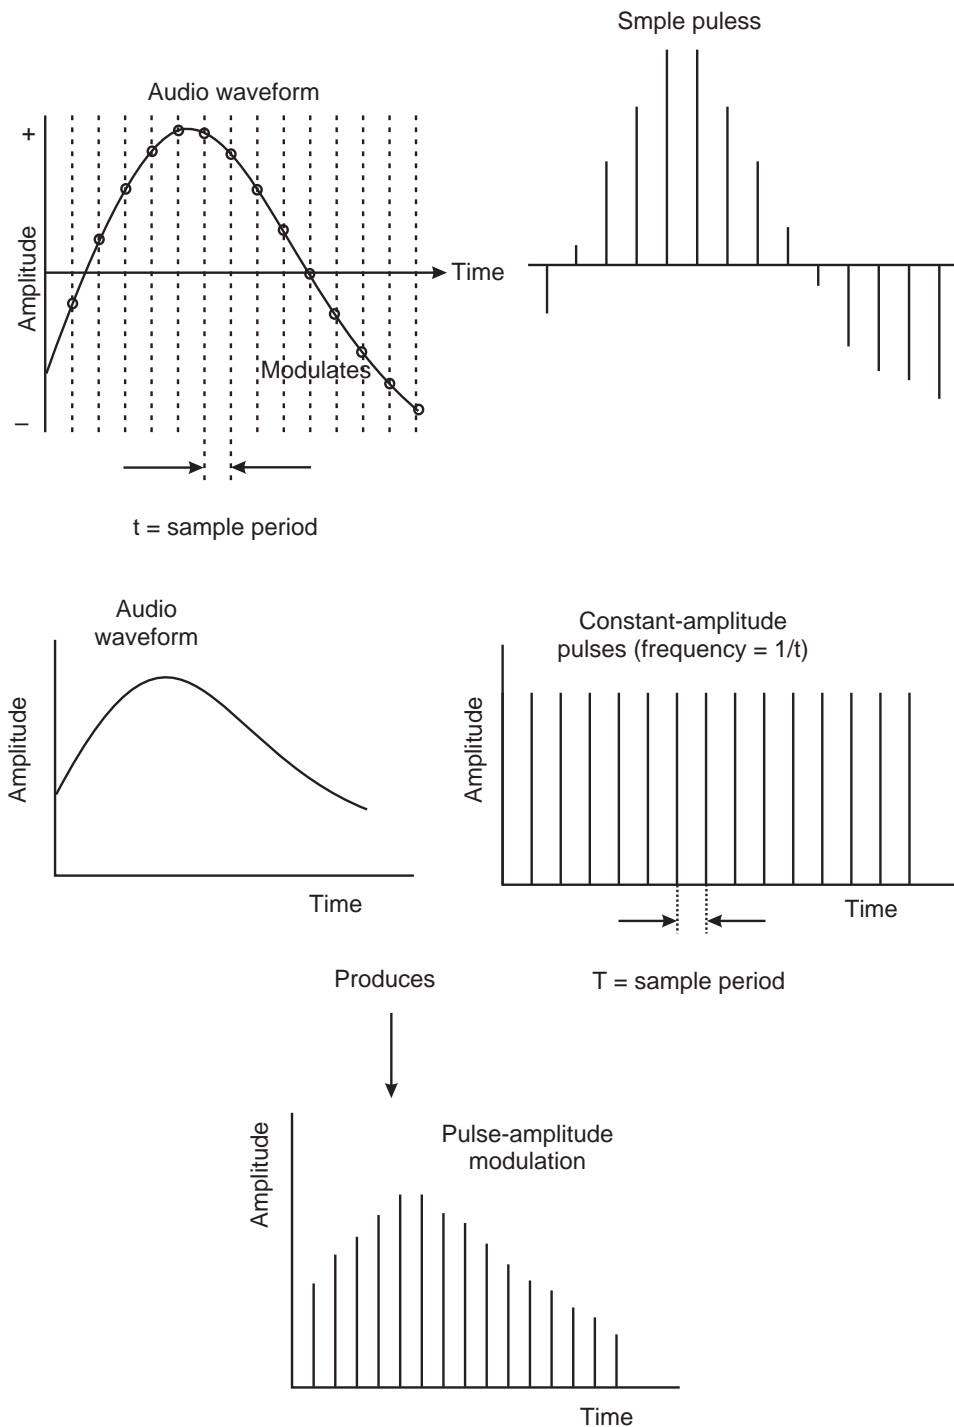 Smple puless
Audio waveform
+
Amplitude
Time
Modulates
–
t = sample period
Audio
waveform
Amplitude
Time
Constant-amplitude
pulses (frequency = 1/t)
Amplitude
Time
T = sample period
Produces
Pulse-amplitude
modulation
Amplitude
Time